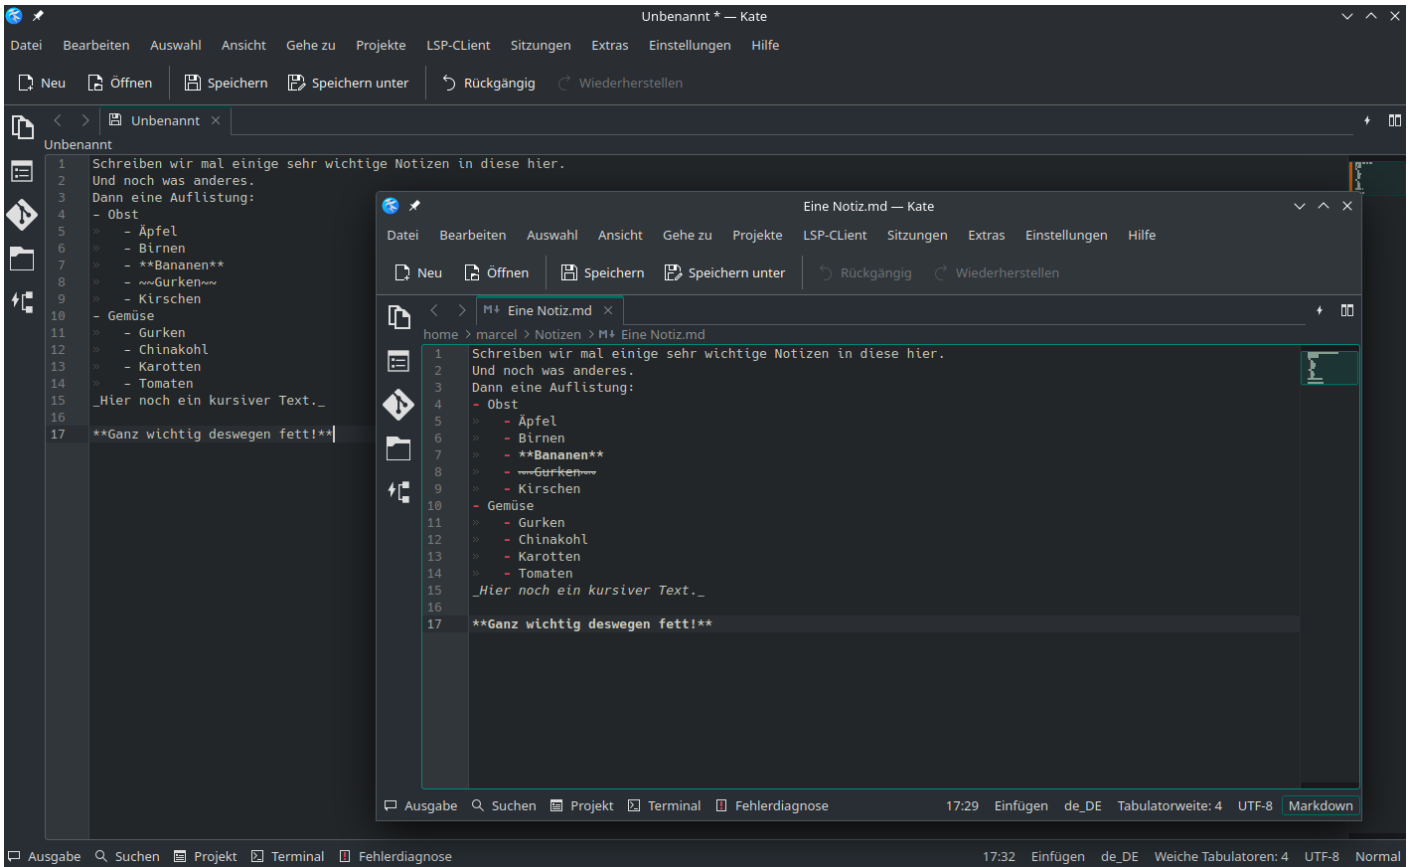 Unbenannt * — Kate
Datei Bearbeiten Auswahl Ansicht Gehe zu Projekte LSP-CLient Sitzungen Extras Einstellungen Hilfe
Neu Öffnen Speichern Speichern unter Rückgängig Wiederherstellen
Unbenannt
Unbenannt
1 Schreiben wir mal einige sehr wichtige Notizen in diese hier.
2 Und noch was anderes.
3 Dann eine Auflistung:
4 - Obst
5 » - Äpfel
6 » - Birnen
7 » - **Bananen**
8 » - ~~Gurken~~
9 » - Kirschen
10 - Gemüse
11 » - Gurken
12 » - Chinakohl
13 » - Karotten
14 » - Tomaten
15 _Hier noch ein kursiver Text._
16
17 **Ganz wichtig deswegen fett!**
Ausgabe Suchen Projekt Terminal Fehlerdiagnose 17:32 Einfügen de_DE Weiche Tabulatoren: 4 UTF-8 Normal
Eine Notiz.md — Kate
Datei Bearbeiten Auswahl Ansicht Gehe zu Projekte LSP-CLient Sitzungen Extras Einstellungen Hilfe
Neu Öffnen Speichern Speichern unter Rückgängig Wiederherstellen
M↓ Eine Notiz.md
home > marcel > Notizen > M↓ Eine Notiz.md
1 Schreiben wir mal einige sehr wichtige Notizen in diese hier.
2 Und noch was anderes.
3 Dann eine Auflistung:
4 - Obst
5 » - Äpfel
6 » - Birnen
7 » - **Bananen**
8 » - ~~Gurken~~
9 » - Kirschen
10 - Gemüse
11 » - Gurken
12 » - Chinakohl
13 » - Karotten
14 » - Tomaten
15 _Hier noch ein kursiver Text._
16
17 **Ganz wichtig deswegen fett!**
Ausgabe Suchen Projekt Terminal Fehlerdiagnose 17:29 Einfügen de_DE Tabulatorweite: 4 UTF-8 Markdown